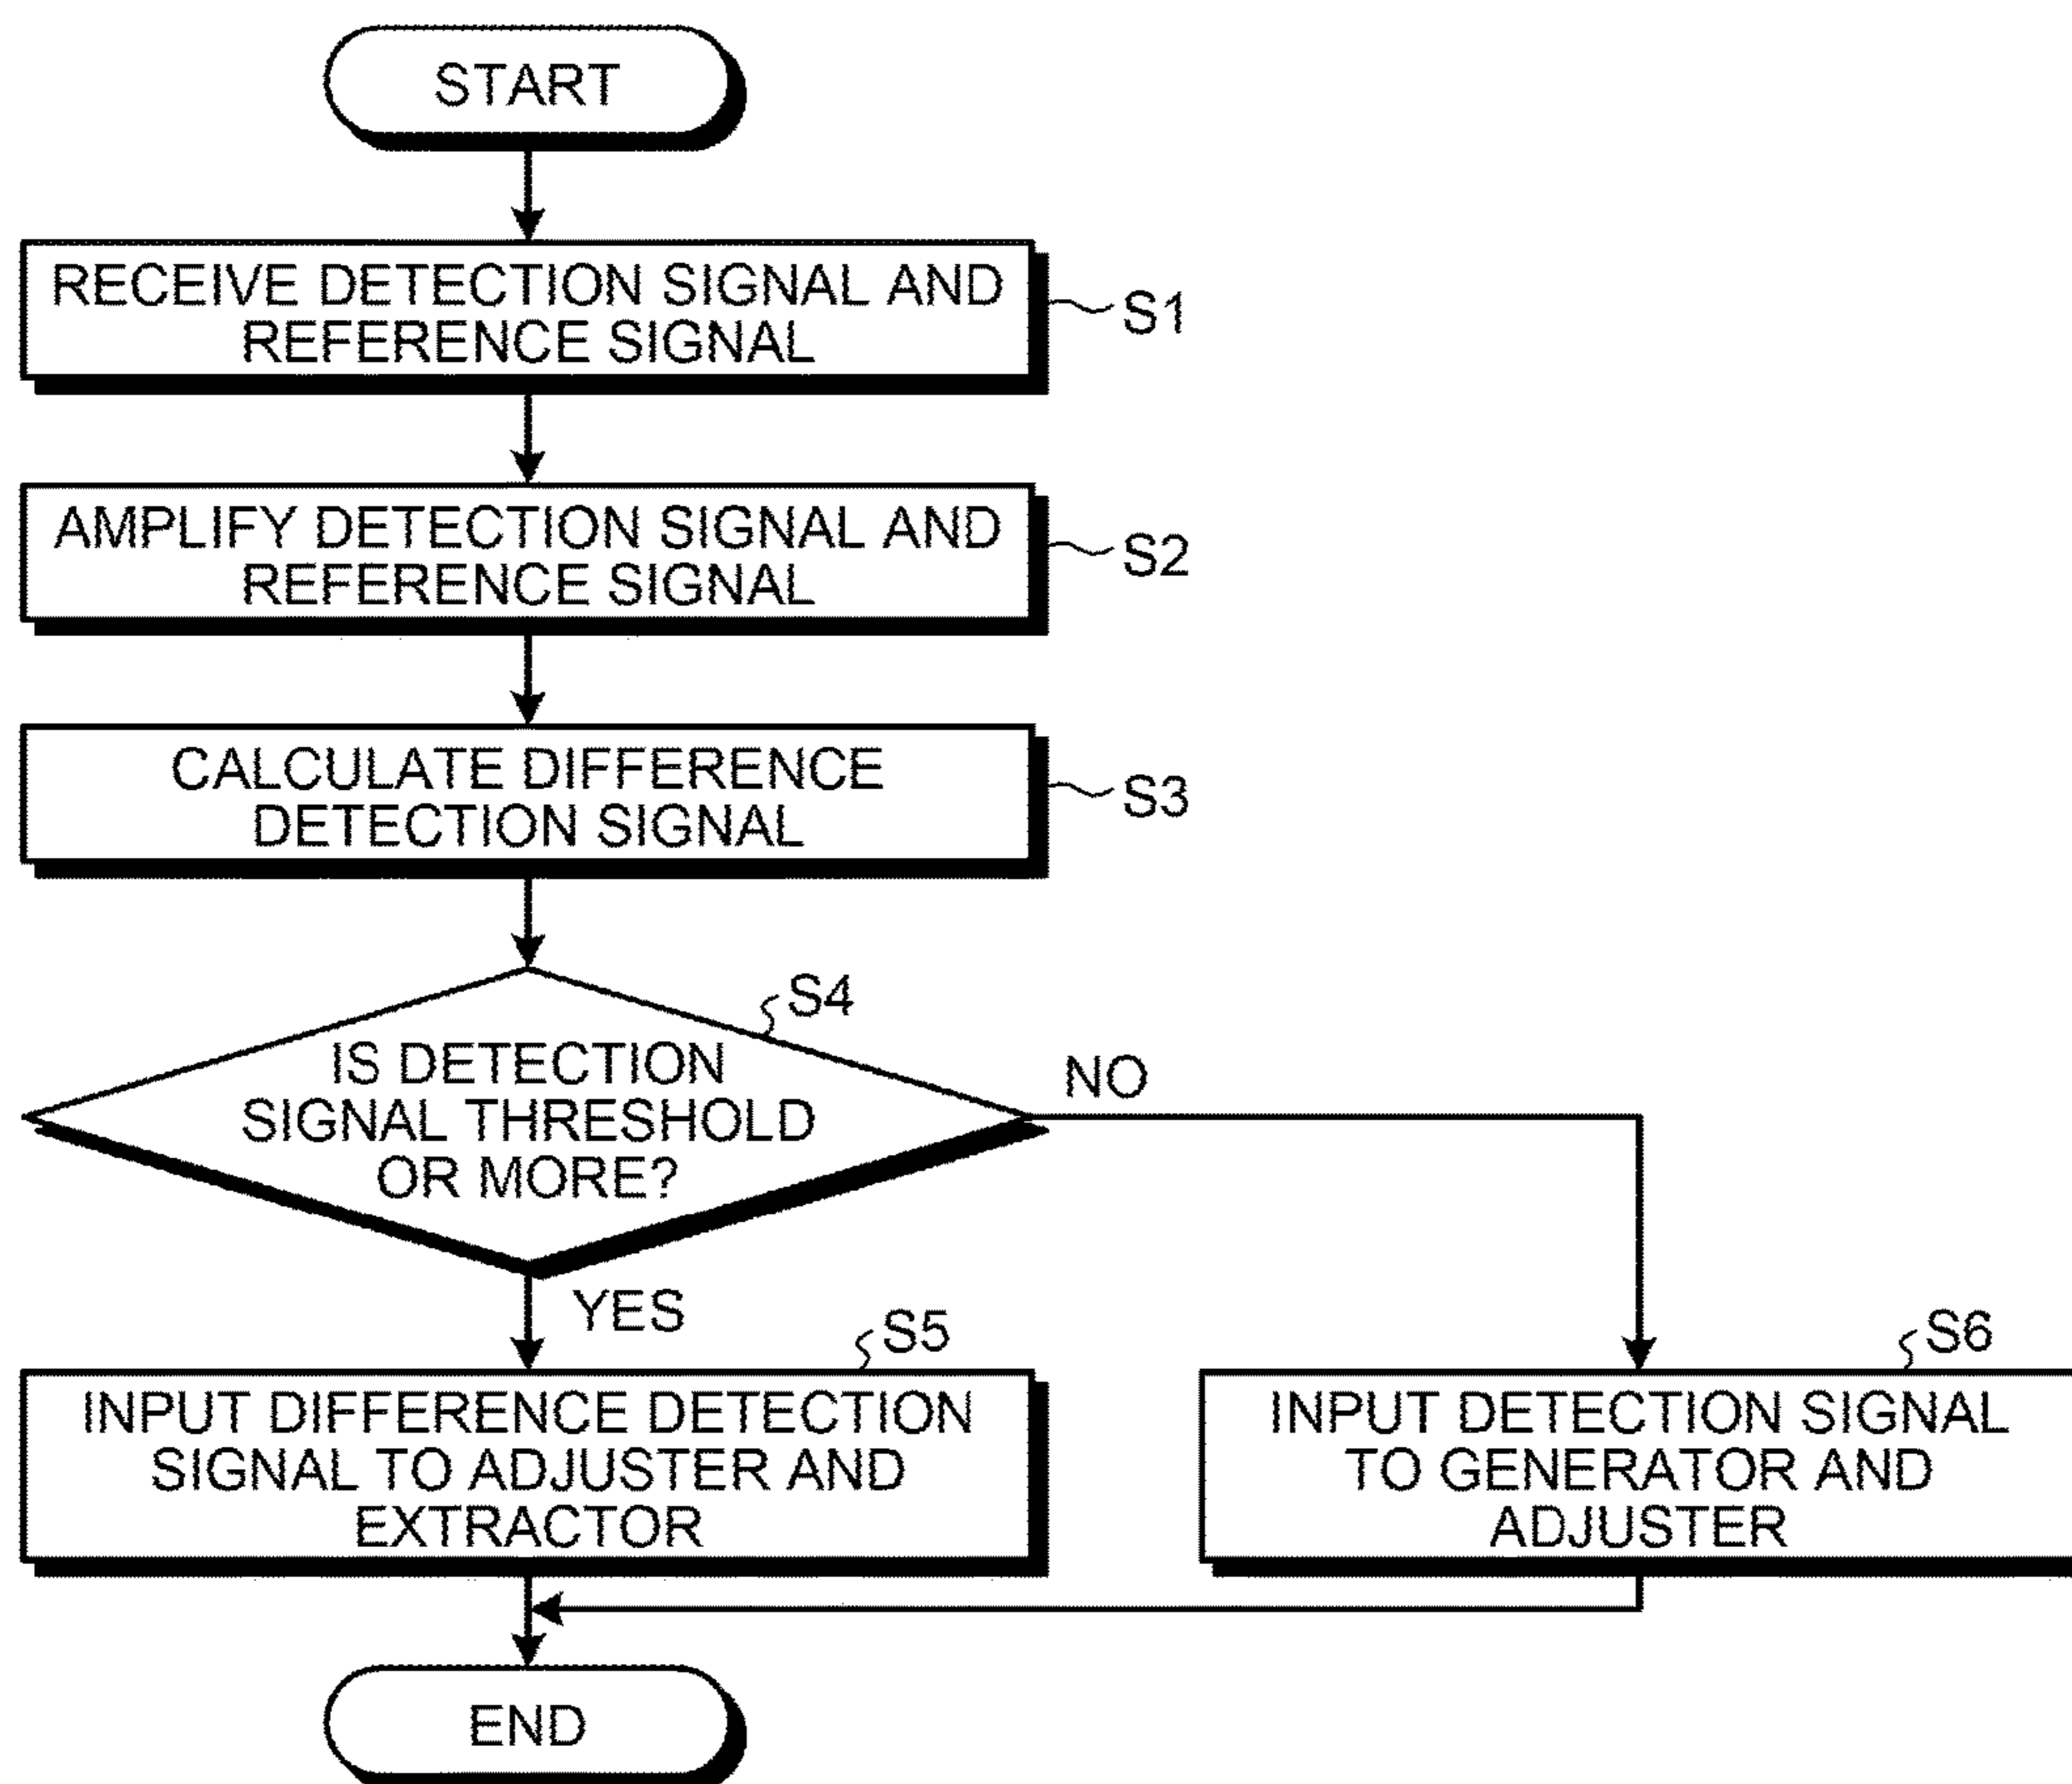 START
RECEIVE DETECTION SIGNAL AND
REFERENCE SIGNAL
S1
AMPLIFY DETECTION SIGNAL AND
REFERENCE SIGNAL
S2
CALCULATE DIFFERENCE
DETECTION SIGNAL
S3
S4
IS DETECTION
SIGNAL THRESHOLD
OR MORE?
NO
YES
S5
INPUT DIFFERENCE DETECTION
SIGNAL TO ADJUSTER AND
EXTRACTOR
S6
INPUT DETECTION SIGNAL
TO GENERATOR AND
ADJUSTER
END